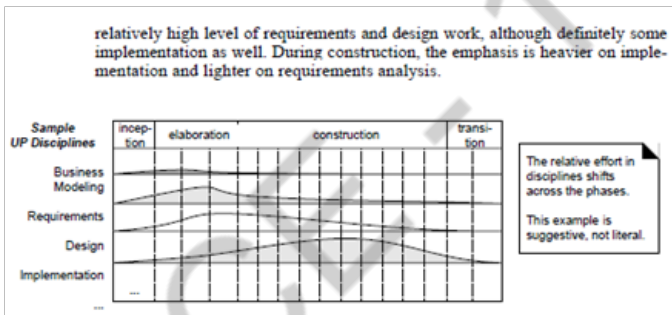 relatively high level of requirements and design work, although definitely some
implementation as well. During construction, the emphasis is heavier on imple-
mentation and lighter on requirements analysis.
Sample
UP Disciplines
incep-
tion
elaboration
construction
transi-
tion
Business
Modeling
Requirements
Design
Implementation
...
...
The relative effort in
disciplines shifts
across the phases.
This example is
suggestive, not literal.